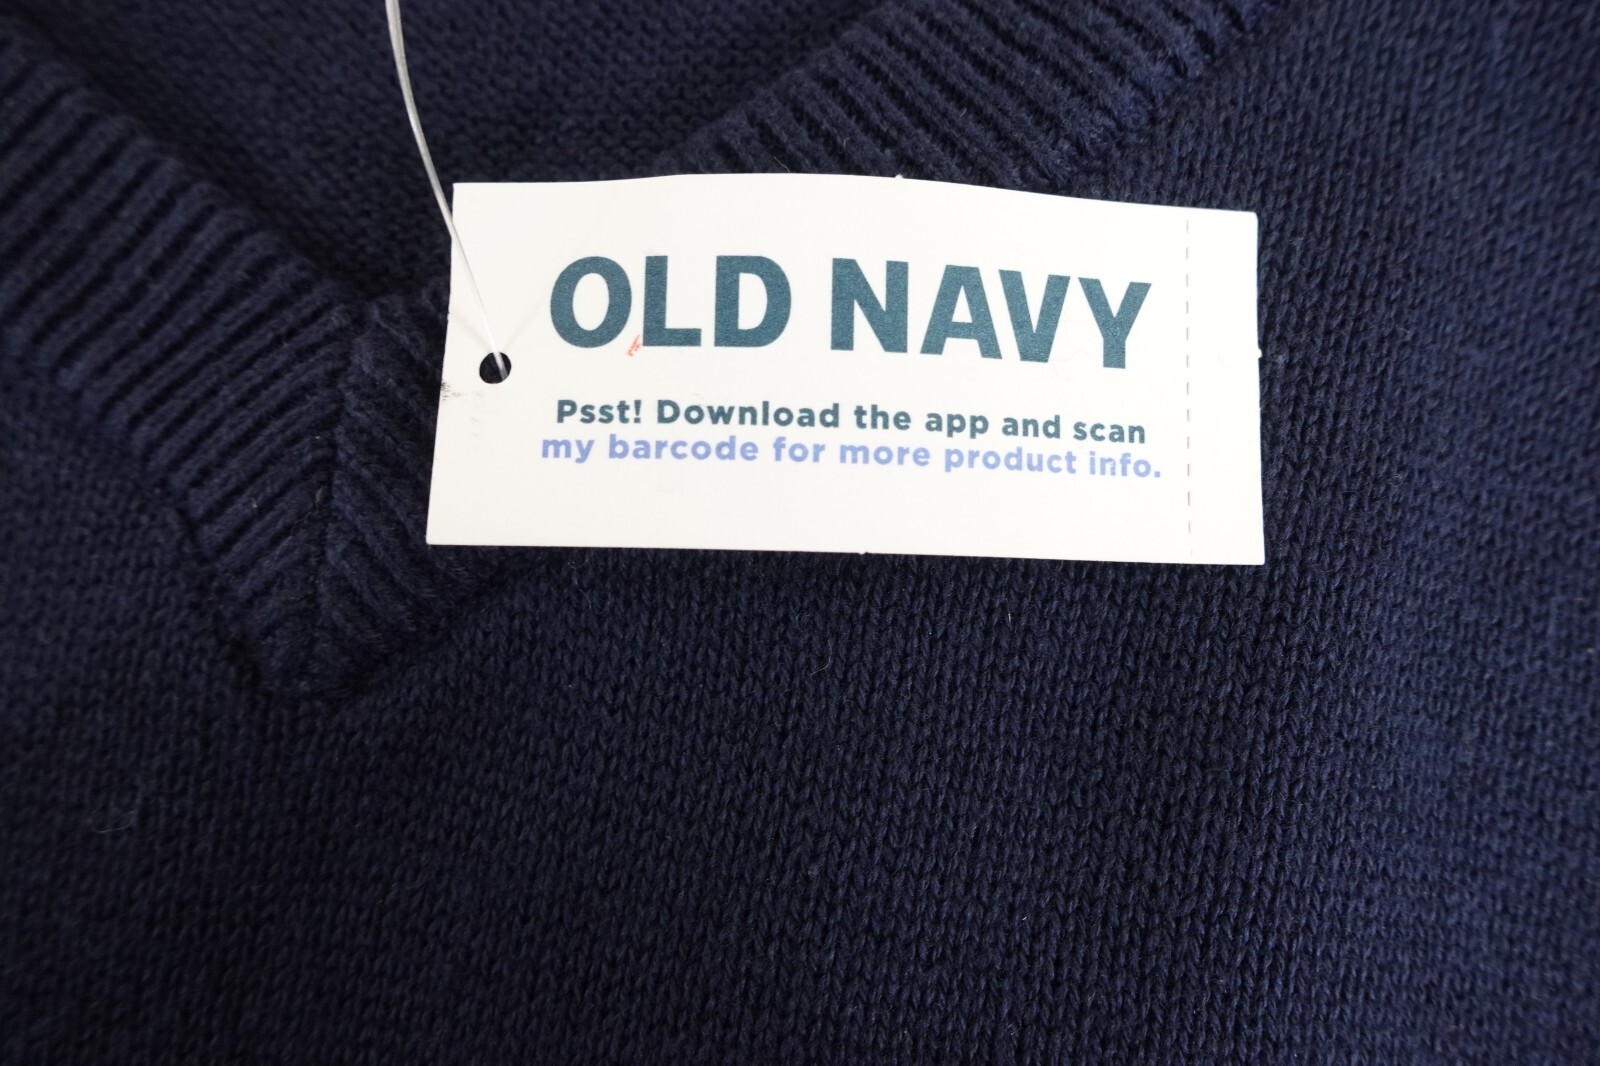 OLD NAVY
Psst! Download the app and scan
my barcode for more product info.